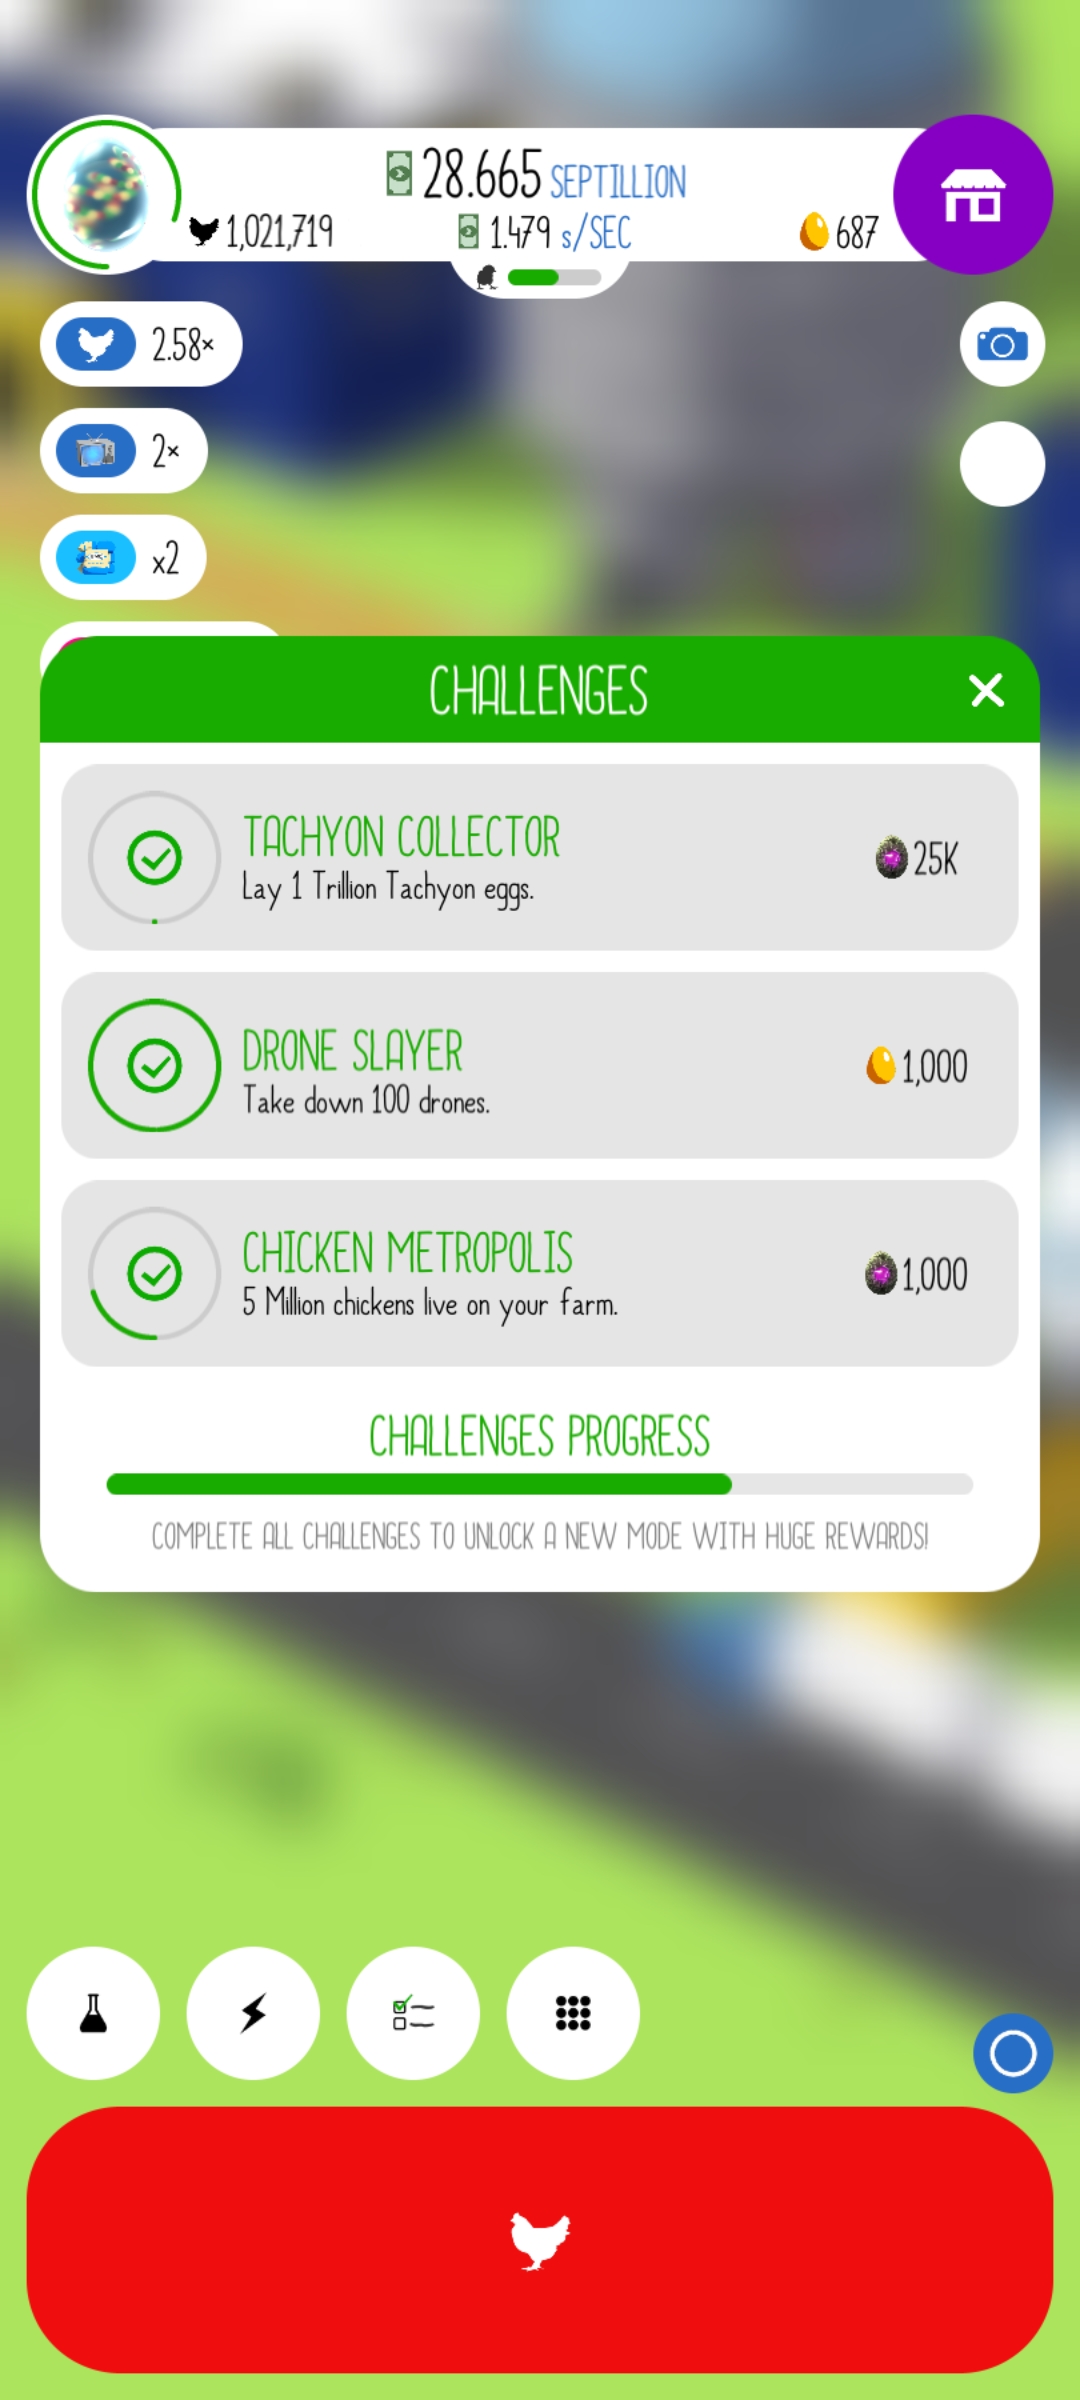 28.665 SEPTILLION
1,021,719
1.479 s/SEC
687
2.58×
2×
x2
CHALLENGES
TACHYON COLLECTOR
Lay 1 Trillion Tachyon eggs.
25K
DRONE SLAYER
Take down 100 drones.
1,000
CHICKEN METROPOLIS
5 Million chickens live on your farm.
1,000
CHALLENGES PROGRESS
COMPLETE ALL CHALLENGES TO UNLOCK A NEW MODE WITH HUGE REWARDS!